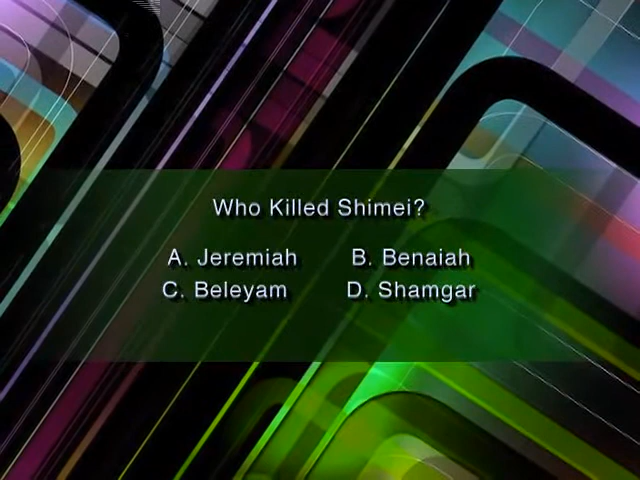 Who Killed Shimei?
A. Jeremiah B. Benaiah
C. Beleyam D. Shamgar